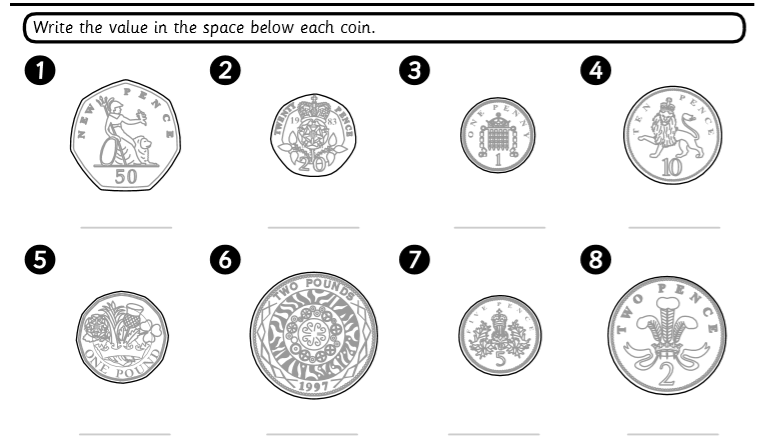 Write the value in the space below each coin.
1 2 3 4
NEW PENCE
50
TWENTY PENCE
1983
20
ONE PENNY
1
TEN PENCE
10
5 6 7 8
ONE POUND
TWO POUNDS
1997
FIVE PENCE
5
TWO PENCE
2